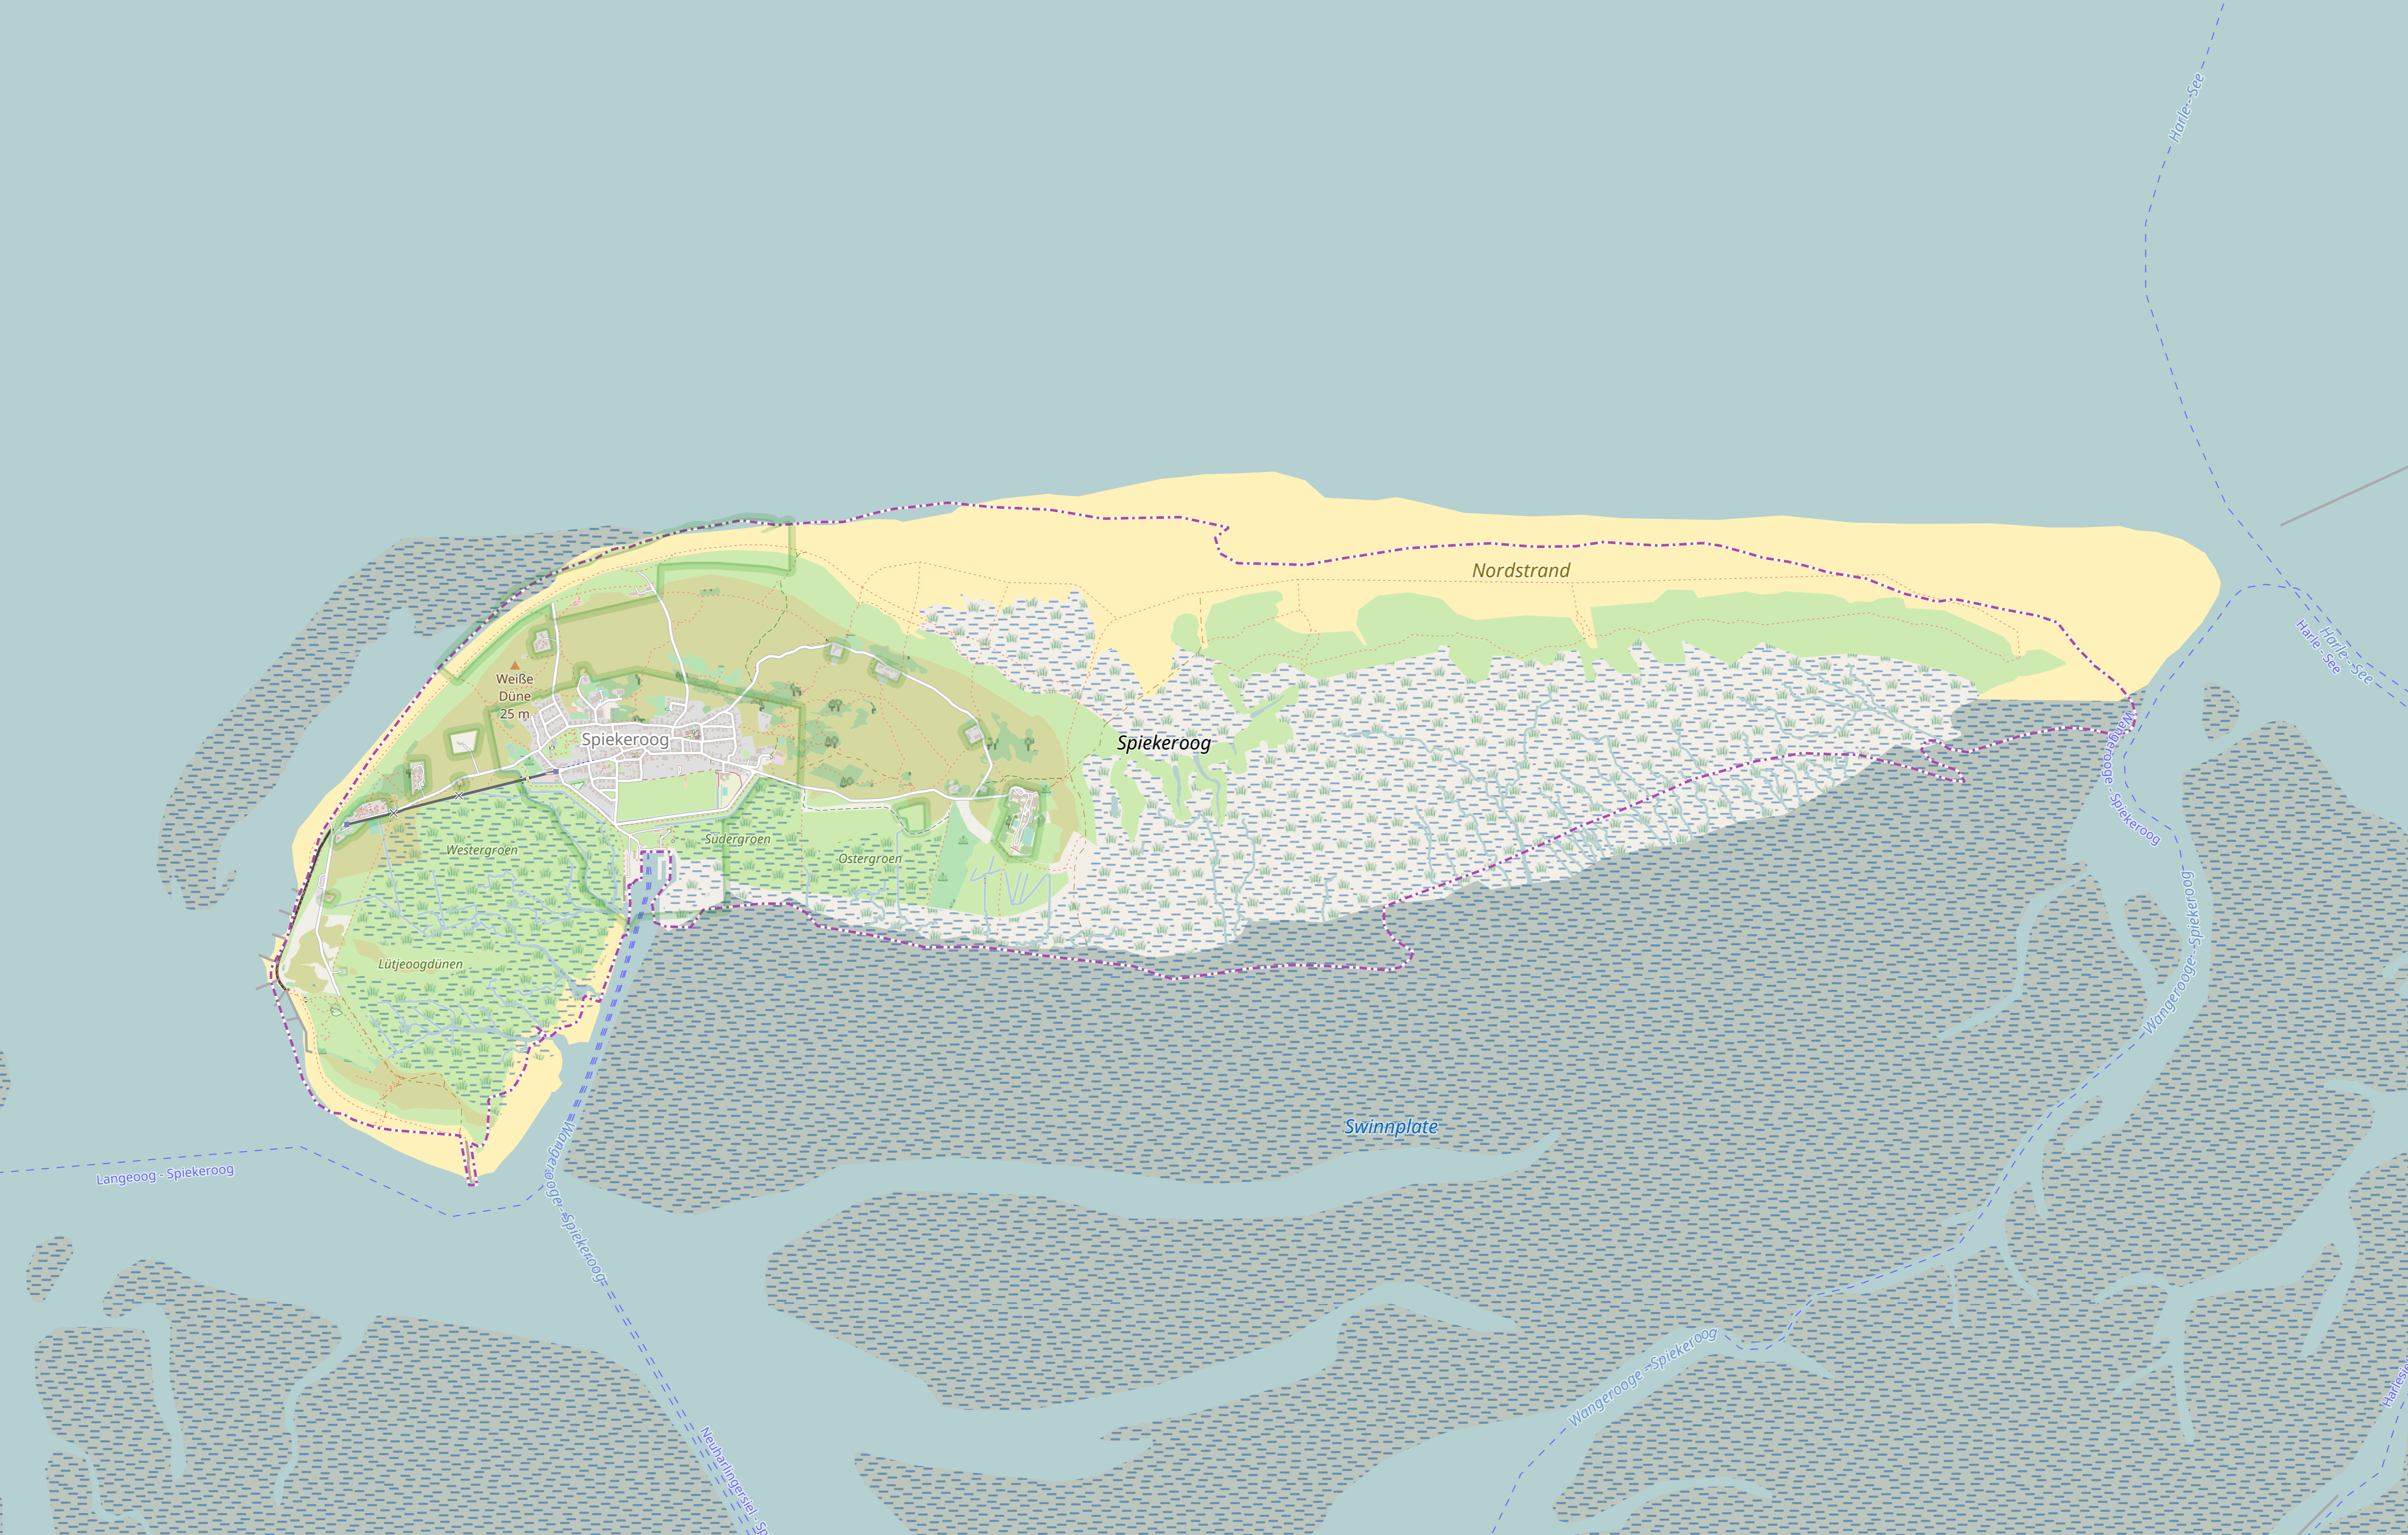 Harle - See
Nordstrand
Harle - See
Harle - See
Weiße
Düne
25 m
Spiekeroog
Spiekeroog
Wangerooge - Spiekeroog
Südergroen
Westergroen
Ostergroen
Wangerooge - Spiekeroog
Lütjeoogdünen
Swinnplate
Langeoog - Spiekeroog
Wangerooge - Spiekeroog
Wangerooge - Spiekeroog
Neuharlingersiel - Sp
Harlesi